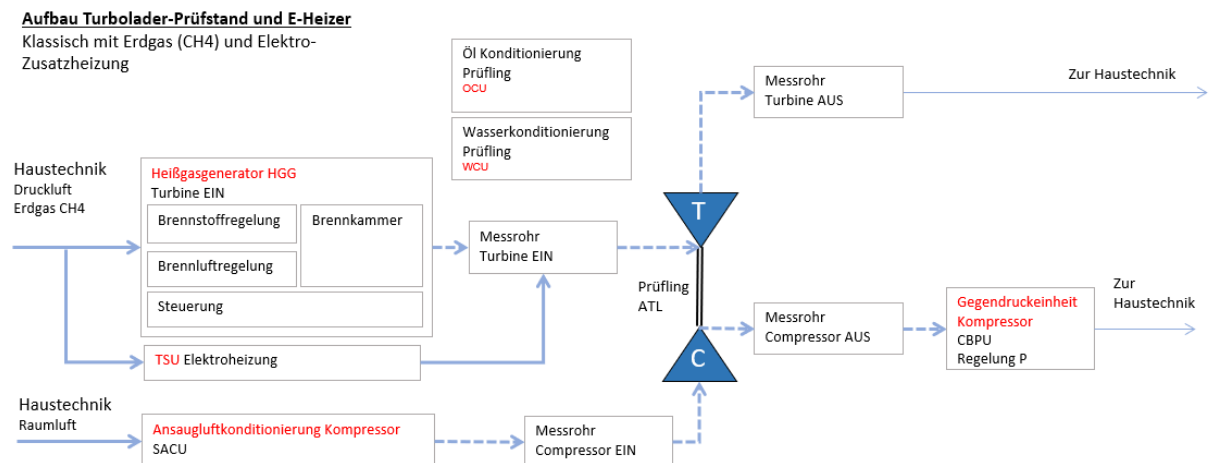 Aufbau Turbolader-Prüfstand und E-Heizer
Klassisch mit Erdgas (CH4) und Elektro-
Zusatzheizung
Öl Konditionierung
Prüfling
OCU
Wasserkonditionierung
Prüfling
WCU
Messrohr
Turbine AUS
Zur Haustechnik
Haustechnik
Druckluft
Erdgas CH4
Heißgasgenerator HGG
Turbine EIN
Brennstoffregelung
Brennkammer
Brennluftregelung
Steuerung
Messrohr
Turbine EIN
T
Prüfling
ATL
C
Messrohr
Compressor AUS
Gegendruckeinheit
Kompressor
CBPU
Regelung P
Zur
Haustechnik
TSU Elektroheizung
Haustechnik
Raumluft
Ansaugluftkonditionierung Kompressor
SACU
Messrohr
Compressor EIN